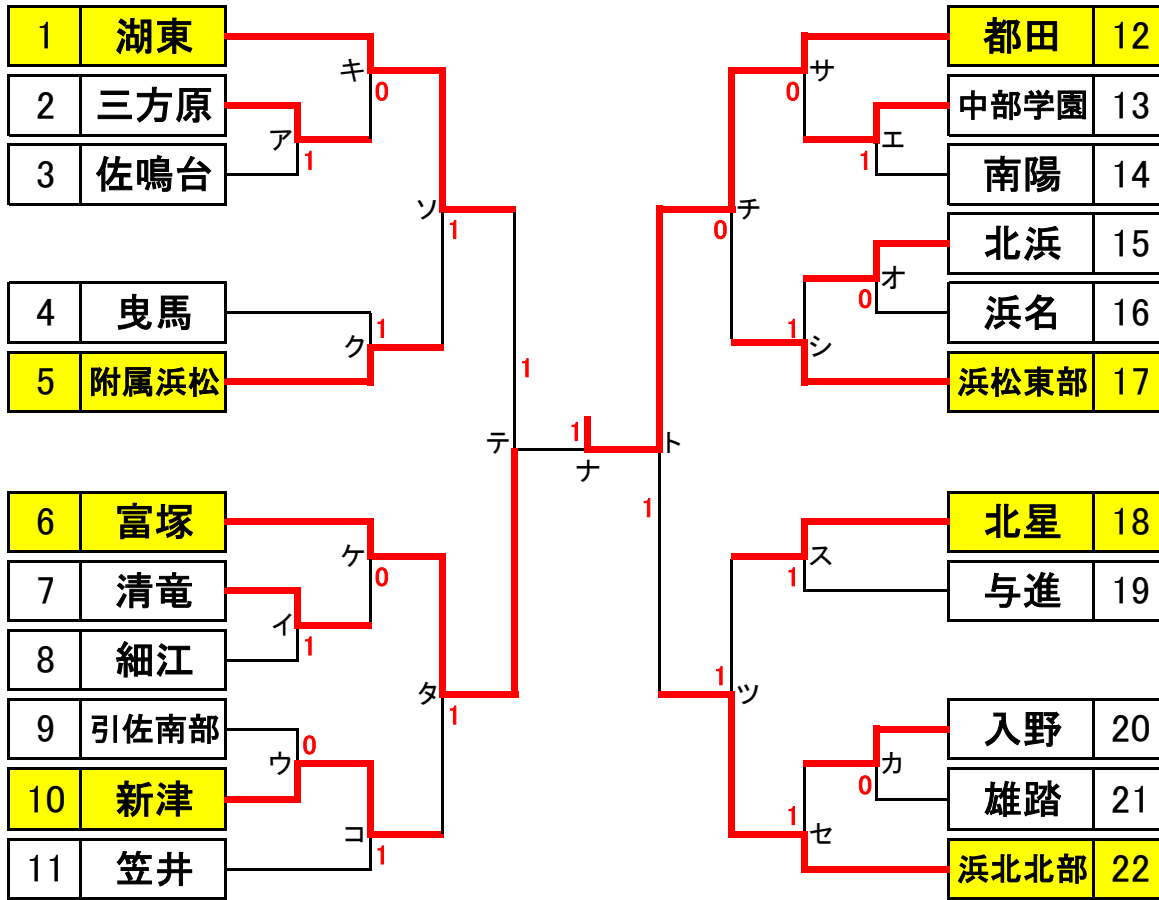 1 湖東
2 三方原
3 佐鳴台
4 曳馬
5 附属浜松
6 富塚
7 清竜
8 細江
9 引佐南部
10 新津
11 笠井
キ
0
ア
1
ソ
1
1
ク
1
テ
ケ
0
イ
1
タ
1
0
ウ
コ
1
1
ナ
都田 12
中部学園 13
南陽 14
北浜 15
浜名 16
浜松東部 17
北星 18
与進 19
入野 20
雄踏 21
浜北北部 22
サ
0
エ
1
チ
0
オ
0
1
シ
ト
1
ス
1
1
ツ
カ
0
1
セ